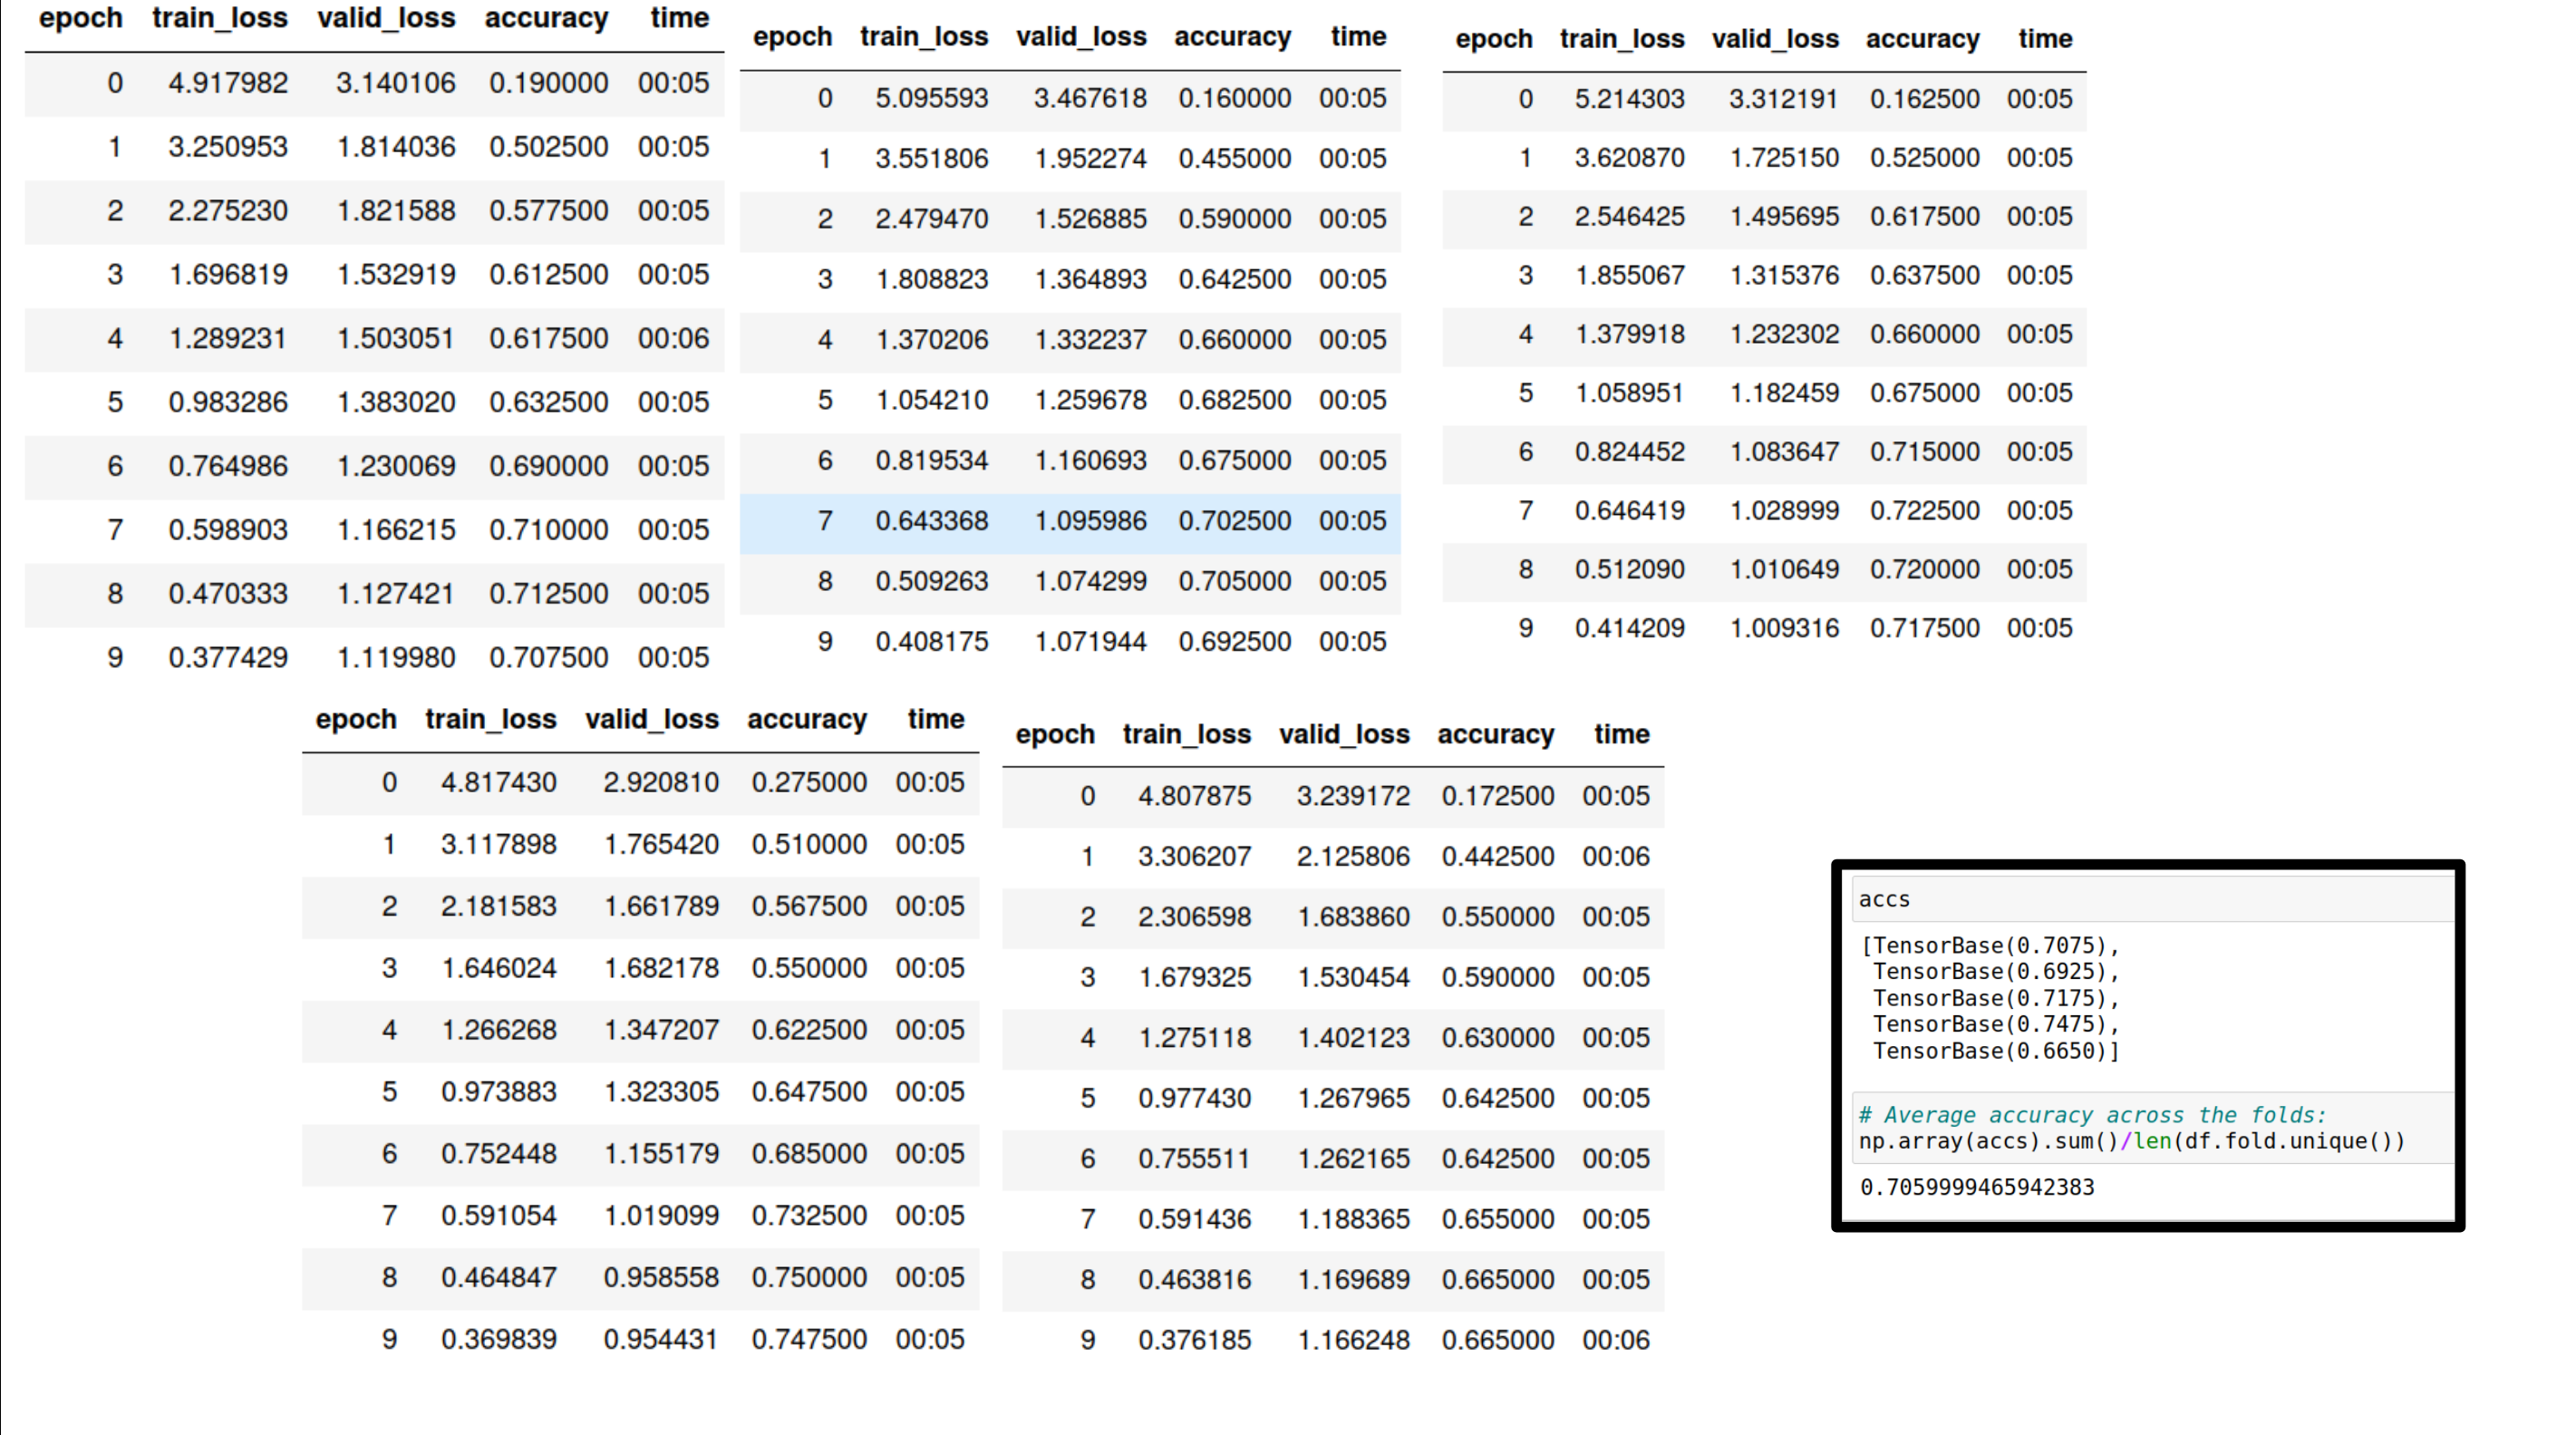 epoch train_loss valid_loss accuracy time
0 4.917982 3.140106 0.190000 00:05
1 3.250953 1.814036 0.502500 00:05
2 2.275230 1.821588 0.577500 00:05
3 1.696819 1.532919 0.612500 00:05
4 1.289231 1.503051 0.617500 00:06
5 0.983286 1.383020 0.632500 00:05
6 0.764986 1.230069 0.690000 00:05
7 0.598903 1.166215 0.710000 00:05
8 0.470333 1.127421 0.712500 00:05
9 0.377429 1.119980 0.707500 00:05
epoch train_loss valid_loss accuracy time
0 5.095593 3.467618 0.160000 00:05
1 3.551806 1.952274 0.455000 00:05
2 2.479470 1.526885 0.590000 00:05
3 1.808823 1.364893 0.642500 00:05
4 1.370206 1.332237 0.660000 00:05
5 1.054210 1.259678 0.682500 00:05
6 0.819534 1.160693 0.675000 00:05
7 0.643368 1.095986 0.702500 00:05
8 0.509263 1.074299 0.705000 00:05
9 0.408175 1.071944 0.692500 00:05
epoch train_loss valid_loss accuracy time
0 5.214303 3.312191 0.162500 00:05
1 3.620870 1.725150 0.525000 00:05
2 2.546425 1.495695 0.617500 00:05
3 1.855067 1.315376 0.637500 00:05
4 1.379918 1.232302 0.660000 00:05
5 1.058951 1.182459 0.675000 00:05
6 0.824452 1.083647 0.715000 00:05
7 0.646419 1.028999 0.722500 00:05
8 0.512090 1.010649 0.720000 00:05
9 0.414209 1.009316 0.717500 00:05
epoch train_loss valid_loss accuracy time
0 4.817430 2.920810 0.275000 00:05
1 3.117898 1.765420 0.510000 00:05
2 2.181583 1.661789 0.567500 00:05
3 1.646024 1.682178 0.550000 00:05
4 1.266268 1.347207 0.622500 00:05
5 0.973883 1.323305 0.647500 00:05
6 0.752448 1.155179 0.685000 00:05
7 0.591054 1.019099 0.732500 00:05
8 0.464847 0.958558 0.750000 00:05
9 0.369839 0.954431 0.747500 00:05
epoch train_loss valid_loss accuracy time
0 4.807875 3.239172 0.172500 00:05
1 3.306207 2.125806 0.442500 00:06
2 2.306598 1.683860 0.550000 00:05
3 1.679325 1.530454 0.590000 00:05
4 1.275118 1.402123 0.630000 00:05
5 0.977430 1.267965 0.642500 00:05
6 0.755511 1.262165 0.642500 00:05
7 0.591436 1.188365 0.655000 00:05
8 0.463816 1.169689 0.665000 00:05
9 0.376185 1.166248 0.665000 00:06
accs
[TensorBase(0.7075),
TensorBase(0.6925),
TensorBase(0.7175),
TensorBase(0.7475),
TensorBase(0.6650)]
# Average accuracy across the folds:
np.array(accs).sum()/len(df.fold.unique())
0.7059999465942383